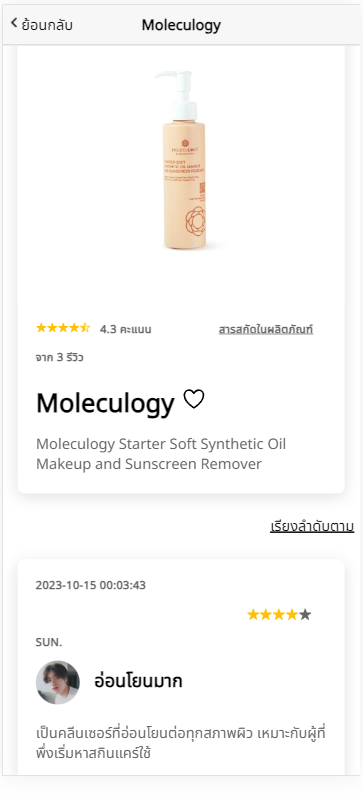 ย้อนกลับ Moleculogy
4.3 คะแนน สารสกัดในผลิตภัณฑ์
จาก 3 รีวิว
Moleculogy
Moleculogy Starter Soft Synthetic Oil
Makeup and Sunscreen Remover
เรียงลำดับตาม
2023-10-15 00:03:43
SUN.
อ่อนโยนมาก
เป็นคลีนเซอร์ที่อ่อนโยนต่อทุกสภาพผิว เหมาะกับผู้ที่
พึ่งเริ่มหาสกินแคร์ใช้